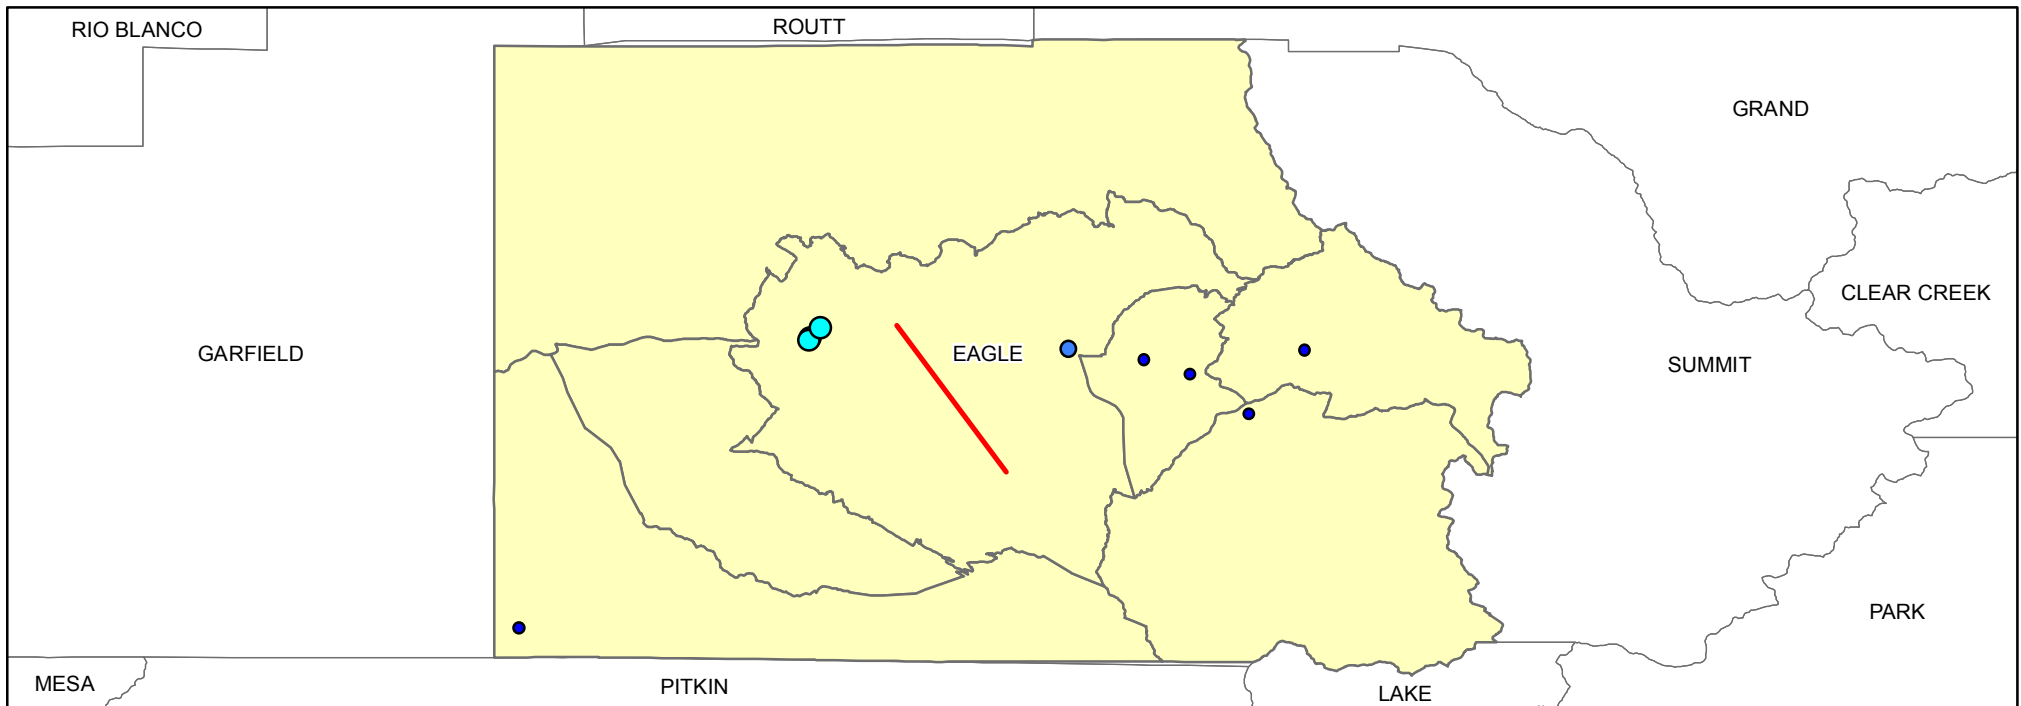 RIO BLANCO
ROUTT
GRAND
CLEAR CREEK
GARFIELD
EAGLE
SUMMIT
PARK
MESA
PITKIN
LAKE